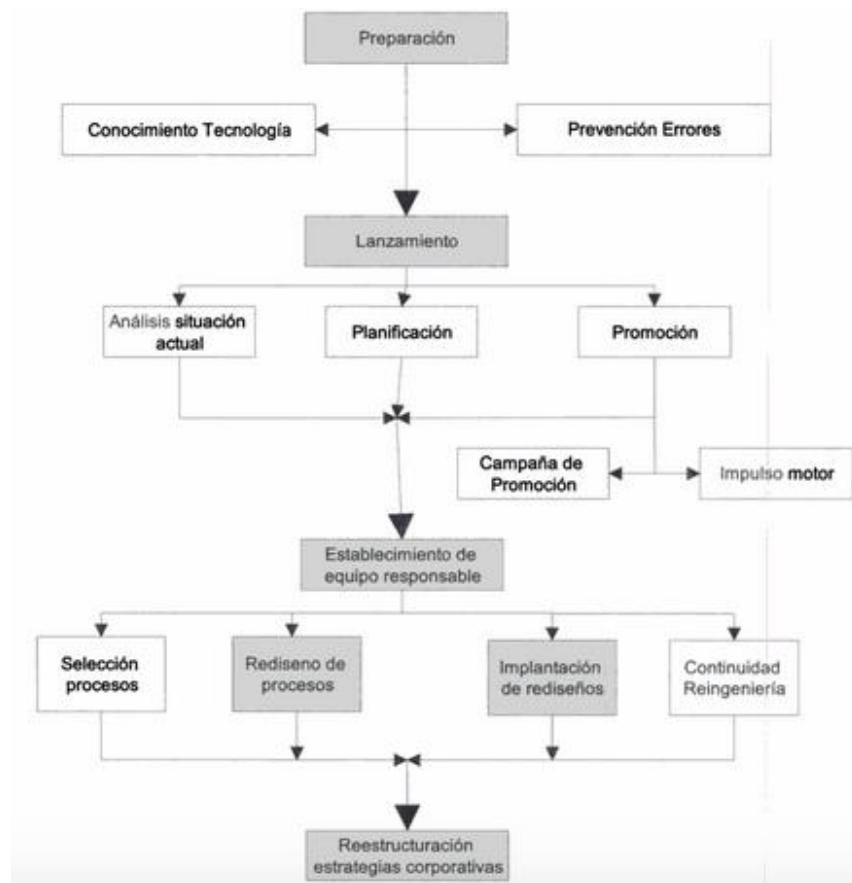 Preparación
Conocimiento Tecnología
Prevención Errores
Lanzamiento
Análisis situación
actual
Planificación
Promoción
Campaña de
Promoción
Impulso motor
Establecimiento de
equipo responsable
Selección
procesos
Rediseno de
procesos
Implantación
de rediseños
Continuidad
Reingeniería
Reestructuración
estrategias corporativas